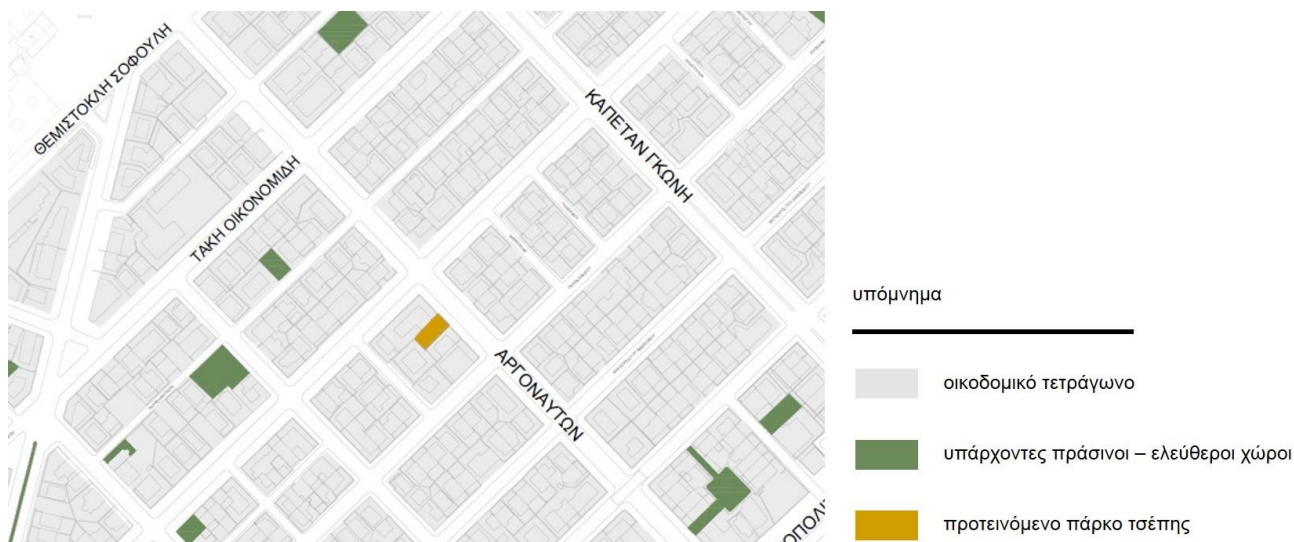 ΘΕΜΙΣΤΟΚΛΗ ΣΟΦΟΥΛΗ
ΚΑΠΕΤΑΝ ΓΚΩΝΗ
ΤΑΚΗ ΟΙΚΟΝΟΜΙΔΗ
ΑΡΓΟΝΑΥΤΩΝ
υπόμνημα
οικοδομικό τετράγωνο
υπάρχοντες πράσινοι – ελεύθεροι χώροι
προτεινόμενο πάρκο τσέπης